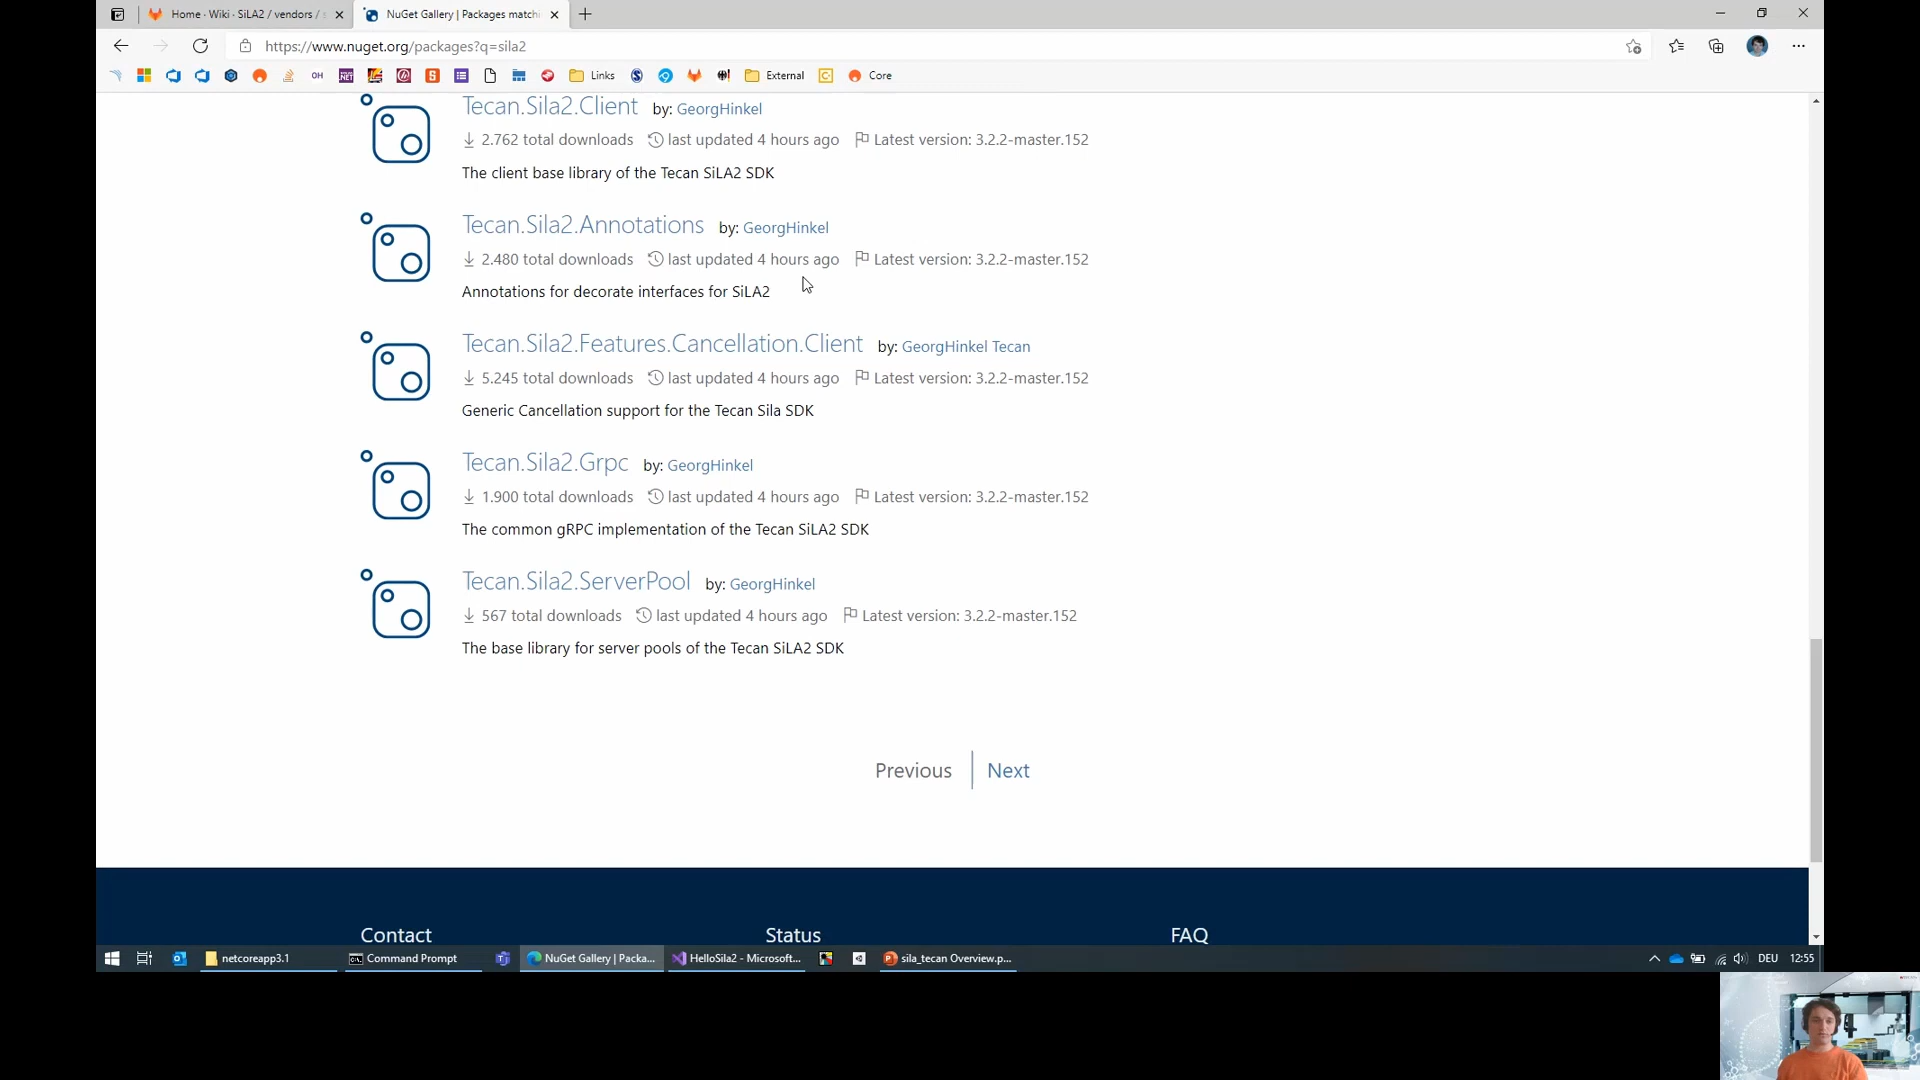 Home · Wiki · SiLA2 / vendors / s
NuGet Gallery | Packages matchi
https://www.nuget.org/packages?q=sila2
OH
.NET
Links
External
Core
Tecan.Sila2.Client by: GeorgHinkel
2.762 total downloads last updated 4 hours ago Latest version: 3.2.2-master.152
The client base library of the Tecan SiLA2 SDK
Tecan.Sila2.Annotations by: GeorgHinkel
2.480 total downloads last updated 4 hours ago Latest version: 3.2.2-master.152
Annotations for decorate interfaces for SiLA2
Tecan.Sila2.Features.Cancellation.Client by: GeorgHinkel Tecan
5.245 total downloads last updated 4 hours ago Latest version: 3.2.2-master.152
Generic Cancellation support for the Tecan Sila SDK
Tecan.Sila2.Grpc by: GeorgHinkel
1.900 total downloads last updated 4 hours ago Latest version: 3.2.2-master.152
The common gRPC implementation of the Tecan SiLA2 SDK
Tecan.Sila2.ServerPool by: GeorgHinkel
567 total downloads last updated 4 hours ago Latest version: 3.2.2-master.152
The base library for server pools of the Tecan SiLA2 SDK
Previous | Next
Contact
Status
FAQ
netcoreapp3.1
Command Prompt
NuGet Gallery | Packa...
HelloSila2 - Microsoft...
sila_tecan Overview.p...
DEU
12:55